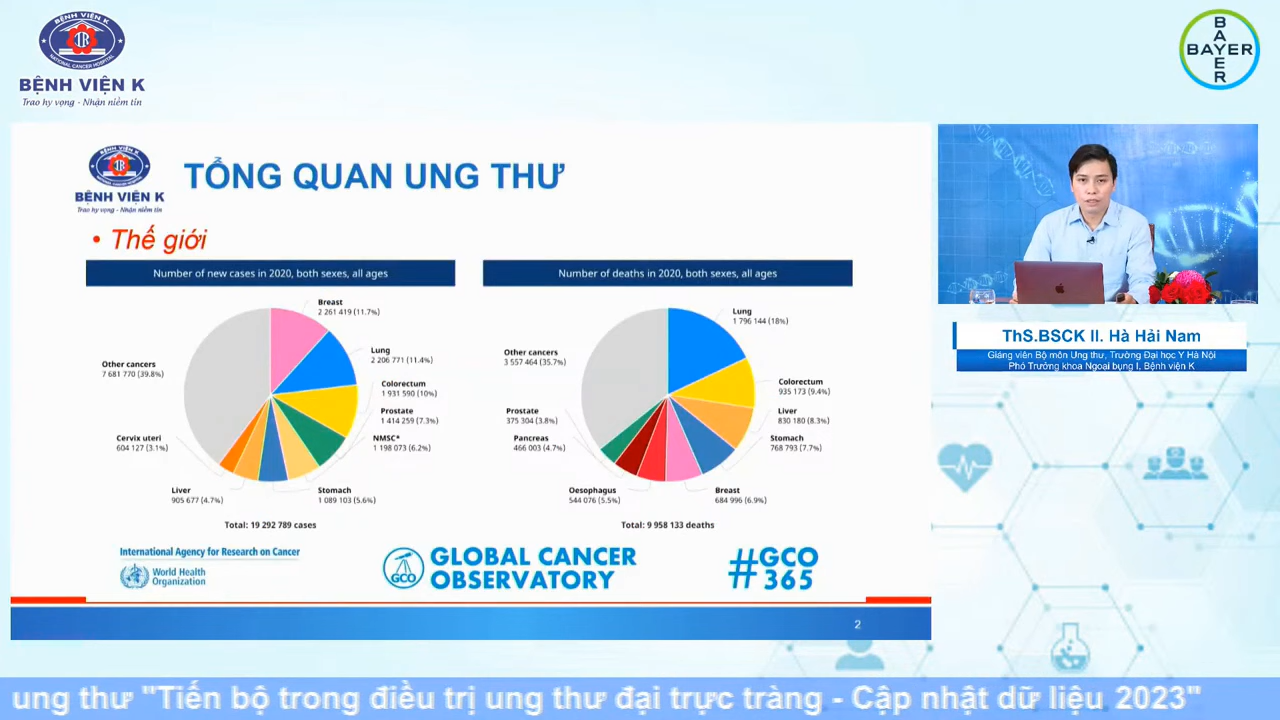 BỆNH VIỆN K
NATIONAL CANCER HOSPITAL
Trao hy vọng - Nhận niềm tin
BAYER
BAYER
BỆNH VIỆN K
Trao hy vọng - Nhận niềm tin
TỔNG QUAN UNG THƯ
• Thế giới
Number of new cases in 2020, both sexes, all ages
Breast
2 261 419 (11.7%)
Lung
2 206 771 (11.4%)
Colorectum
1 931 590 (10%)
Prostate
1 414 259 (7.3%)
NMSC*
1 198 073 (6.2%)
Stomach
1 089 103 (5.6%)
Liver
905 677 (4.7%)
Cervix uteri
604 127 (3.1%)
Other cancers
7 681 770 (39.8%)
Total: 19 292 789 cases
Number of deaths in 2020, both sexes, all ages
Lung
1 796 144 (18%)
Colorectum
935 173 (9.4%)
Liver
830 180 (8.3%)
Stomach
768 793 (7.7%)
Breast
684 996 (6.9%)
Oesophagus
544 076 (5.5%)
Pancreas
466 003 (4.7%)
Prostate
375 304 (3.8%)
Other cancers
3 557 464 (35.7%)
Total: 9 958 133 deaths
International Agency for Research on Cancer
World Health
Organization
GCO
GLOBAL CANCER
OBSERVATORY
#GCO
365
2
ThS.BSCK II. Hà Hải Nam
Giảng viên Bộ môn Ung thư, Trường Đại học Y Hà Nội
Phó Trưởng khoa Ngoại bụng I, Bệnh viện K
ung thư "Tiến bộ trong điều trị ung thư đại trực tràng - Cập nhật dữ liệu 2023"